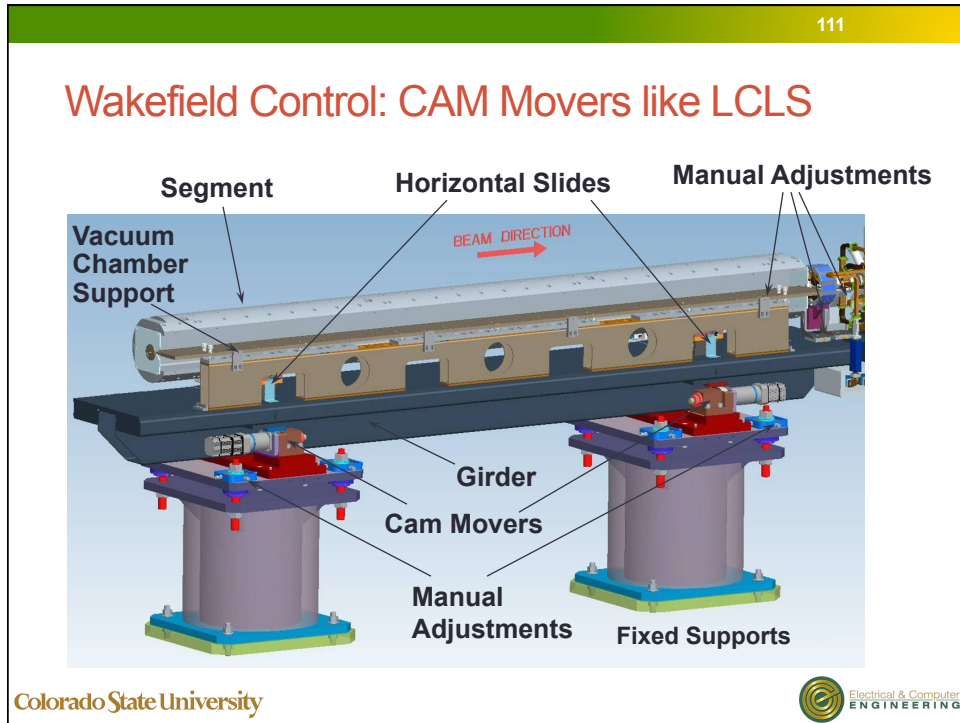 111
Wakefield Control: CAM Movers like LCLS
Segment
Horizontal Slides
Manual Adjustments
Vacuum
Chamber
Support
BEAM DIRECTION
Girder
Cam Movers
Manual
Adjustments
Fixed Supports
Colorado State University
Electrical & Computer
ENGINEERING